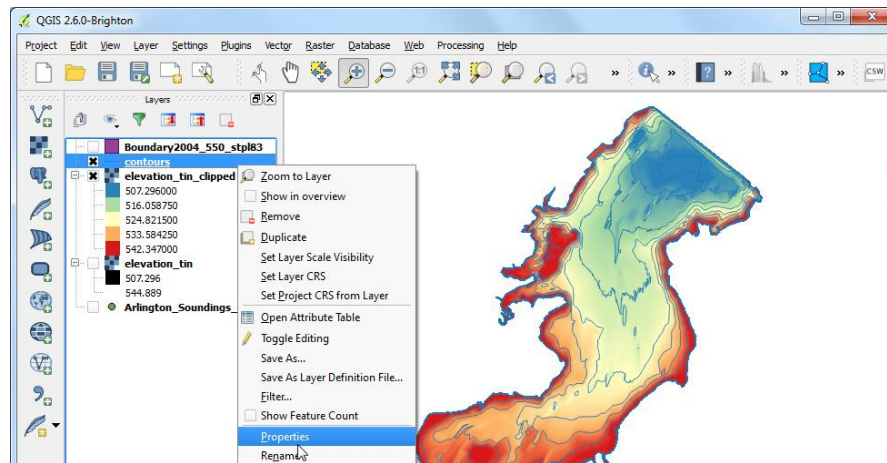 QGIS 2.6.0-Brighton
Project Edit View Layer Settings Plugins Vector Raster Database Web Processing Help
» » » » » CSW
Layers
Boundary2004_550_stpl83
contours
elevation_tin_clipped
507.296000
516.058750
524.821500
533.584250
542.347000
elevation_tin
507.296
544.889
Arlington_Soundings_
Zoom to Layer
Show in overview
Remove
Duplicate
Set Layer Scale Visibility
Set Layer CRS
Set Project CRS from Layer
Open Attribute Table
Toggle Editing
Save As...
Save As Layer Definition File...
Filter...
Show Feature Count
Properties
Rename